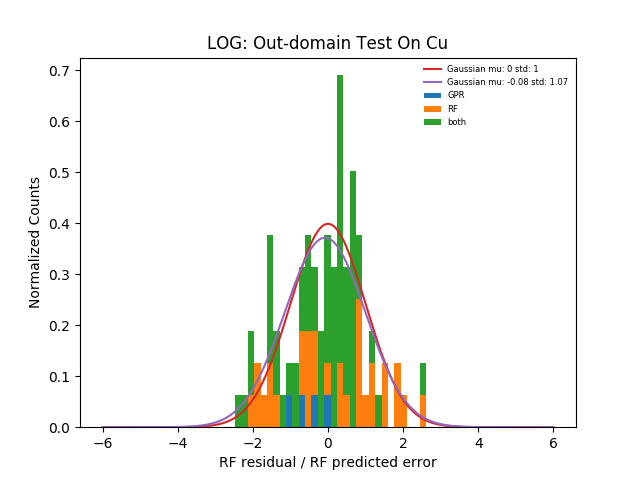 LOG: Out-domain Test On Cu
Gaussian mu: 0 std: 1
Gaussian mu: -0.08 std: 1.07
GPR
RF
both
Normalized Counts
0.7
0.6
0.5
0.4
0.3
0.2
0.1
0.0
−6 −4 −2 0 2 4 6
RF residual / RF predicted error